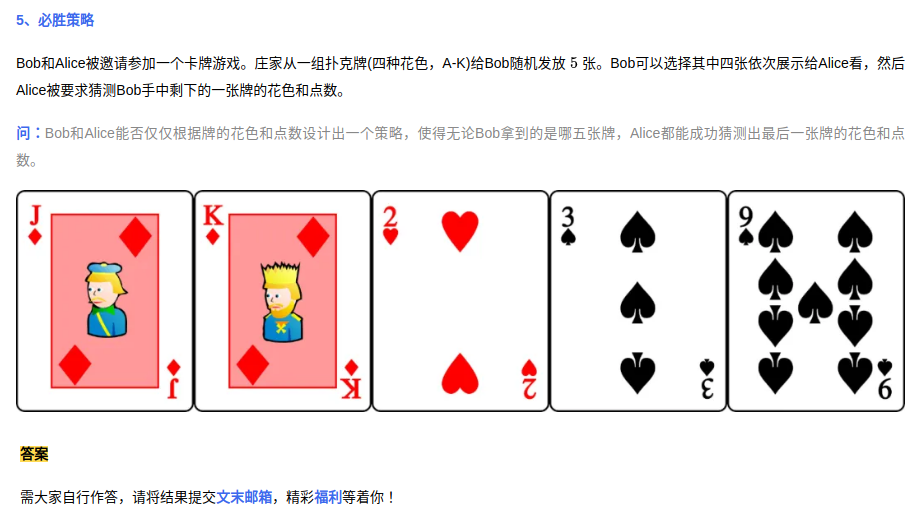 5、必胜策略
Bob和Alice被邀请参加一个卡牌游戏。庄家从一组扑克牌(四种花色，A-K)给Bob随机发放 5 张。Bob可以选择其中四张依次展示给Alice看，然后
Alice被要求猜测Bob手中剩下的一张牌的花色和点数。
问：Bob和Alice能否仅仅根据牌的花色和点数设计出一个策略，使得无论Bob拿到的是哪五张牌，Alice都能成功猜测出最后一张牌的花色和点
数。
J K 2 3 9
J K 2 3 9
答案
需大家自行作答，请将结果提交文末邮箱，精彩福利等着你！